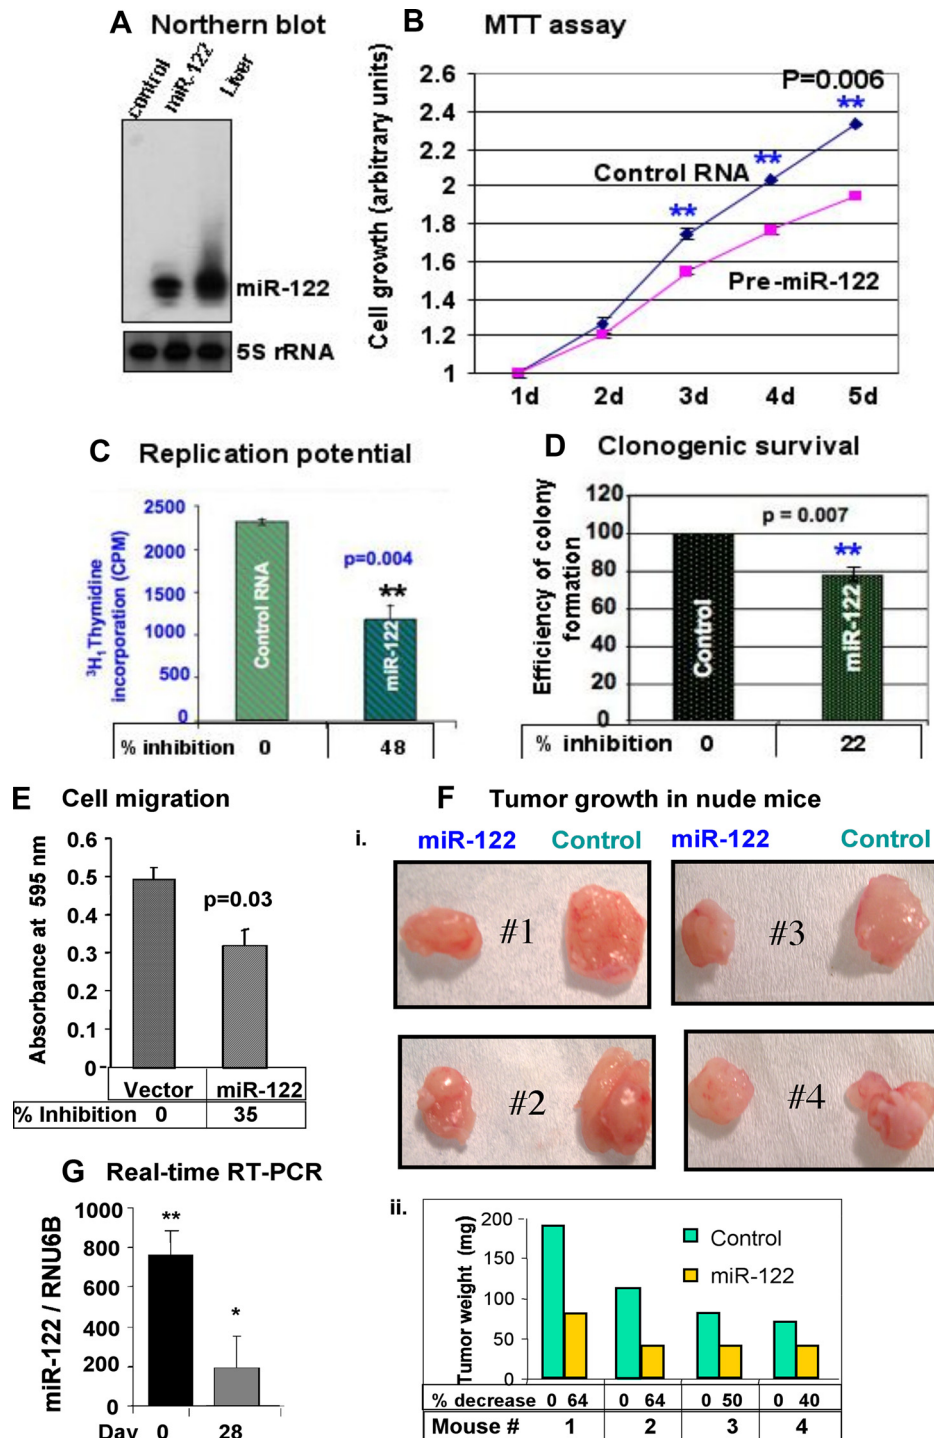 A Northern blot
control
miR-122
Liver
miR-122
5S rRNA
B MTT assay
Cell growth (arbitrary units)
2.6
2.4
2.2
2
1.8
1.6
1.4
1.2
1
P=0.006
**
**
**
Control RNA
Pre-miR-122
1d 2d 3d 4d 5d
C Replication potential
³H₁Thymidine
incorporation (CPM)
2500
2000
1500
1000
500
0
Control RNA
p=0.004
**
miR-122
% inhibition 0 48
D Clonogenic survival
Efficiency of colony
formation
120
100
80
60
40
20
0
p = 0.007
**
Control
miR-122
% inhibition 0 22
E Cell migration
Absorbance at 595 nm
0.6
0.5
0.4
0.3
0.2
0.1
0
p=0.03
Vector miR-122
% Inhibition 0 35
F Tumor growth in nude mice
i.
miR-122 Control miR-122 Control
#1
#3
#2
#4
G Real-time RT-PCR
miR-122 / RNU6B
1000
800
600
400
200
0
**
*
Day 0 28
ii.
Tumor weight (mg)
200
150
100
50
0
Control
miR-122
% decrease 0 64 0 64 0 50 0 40
Mouse # 1 2 3 4